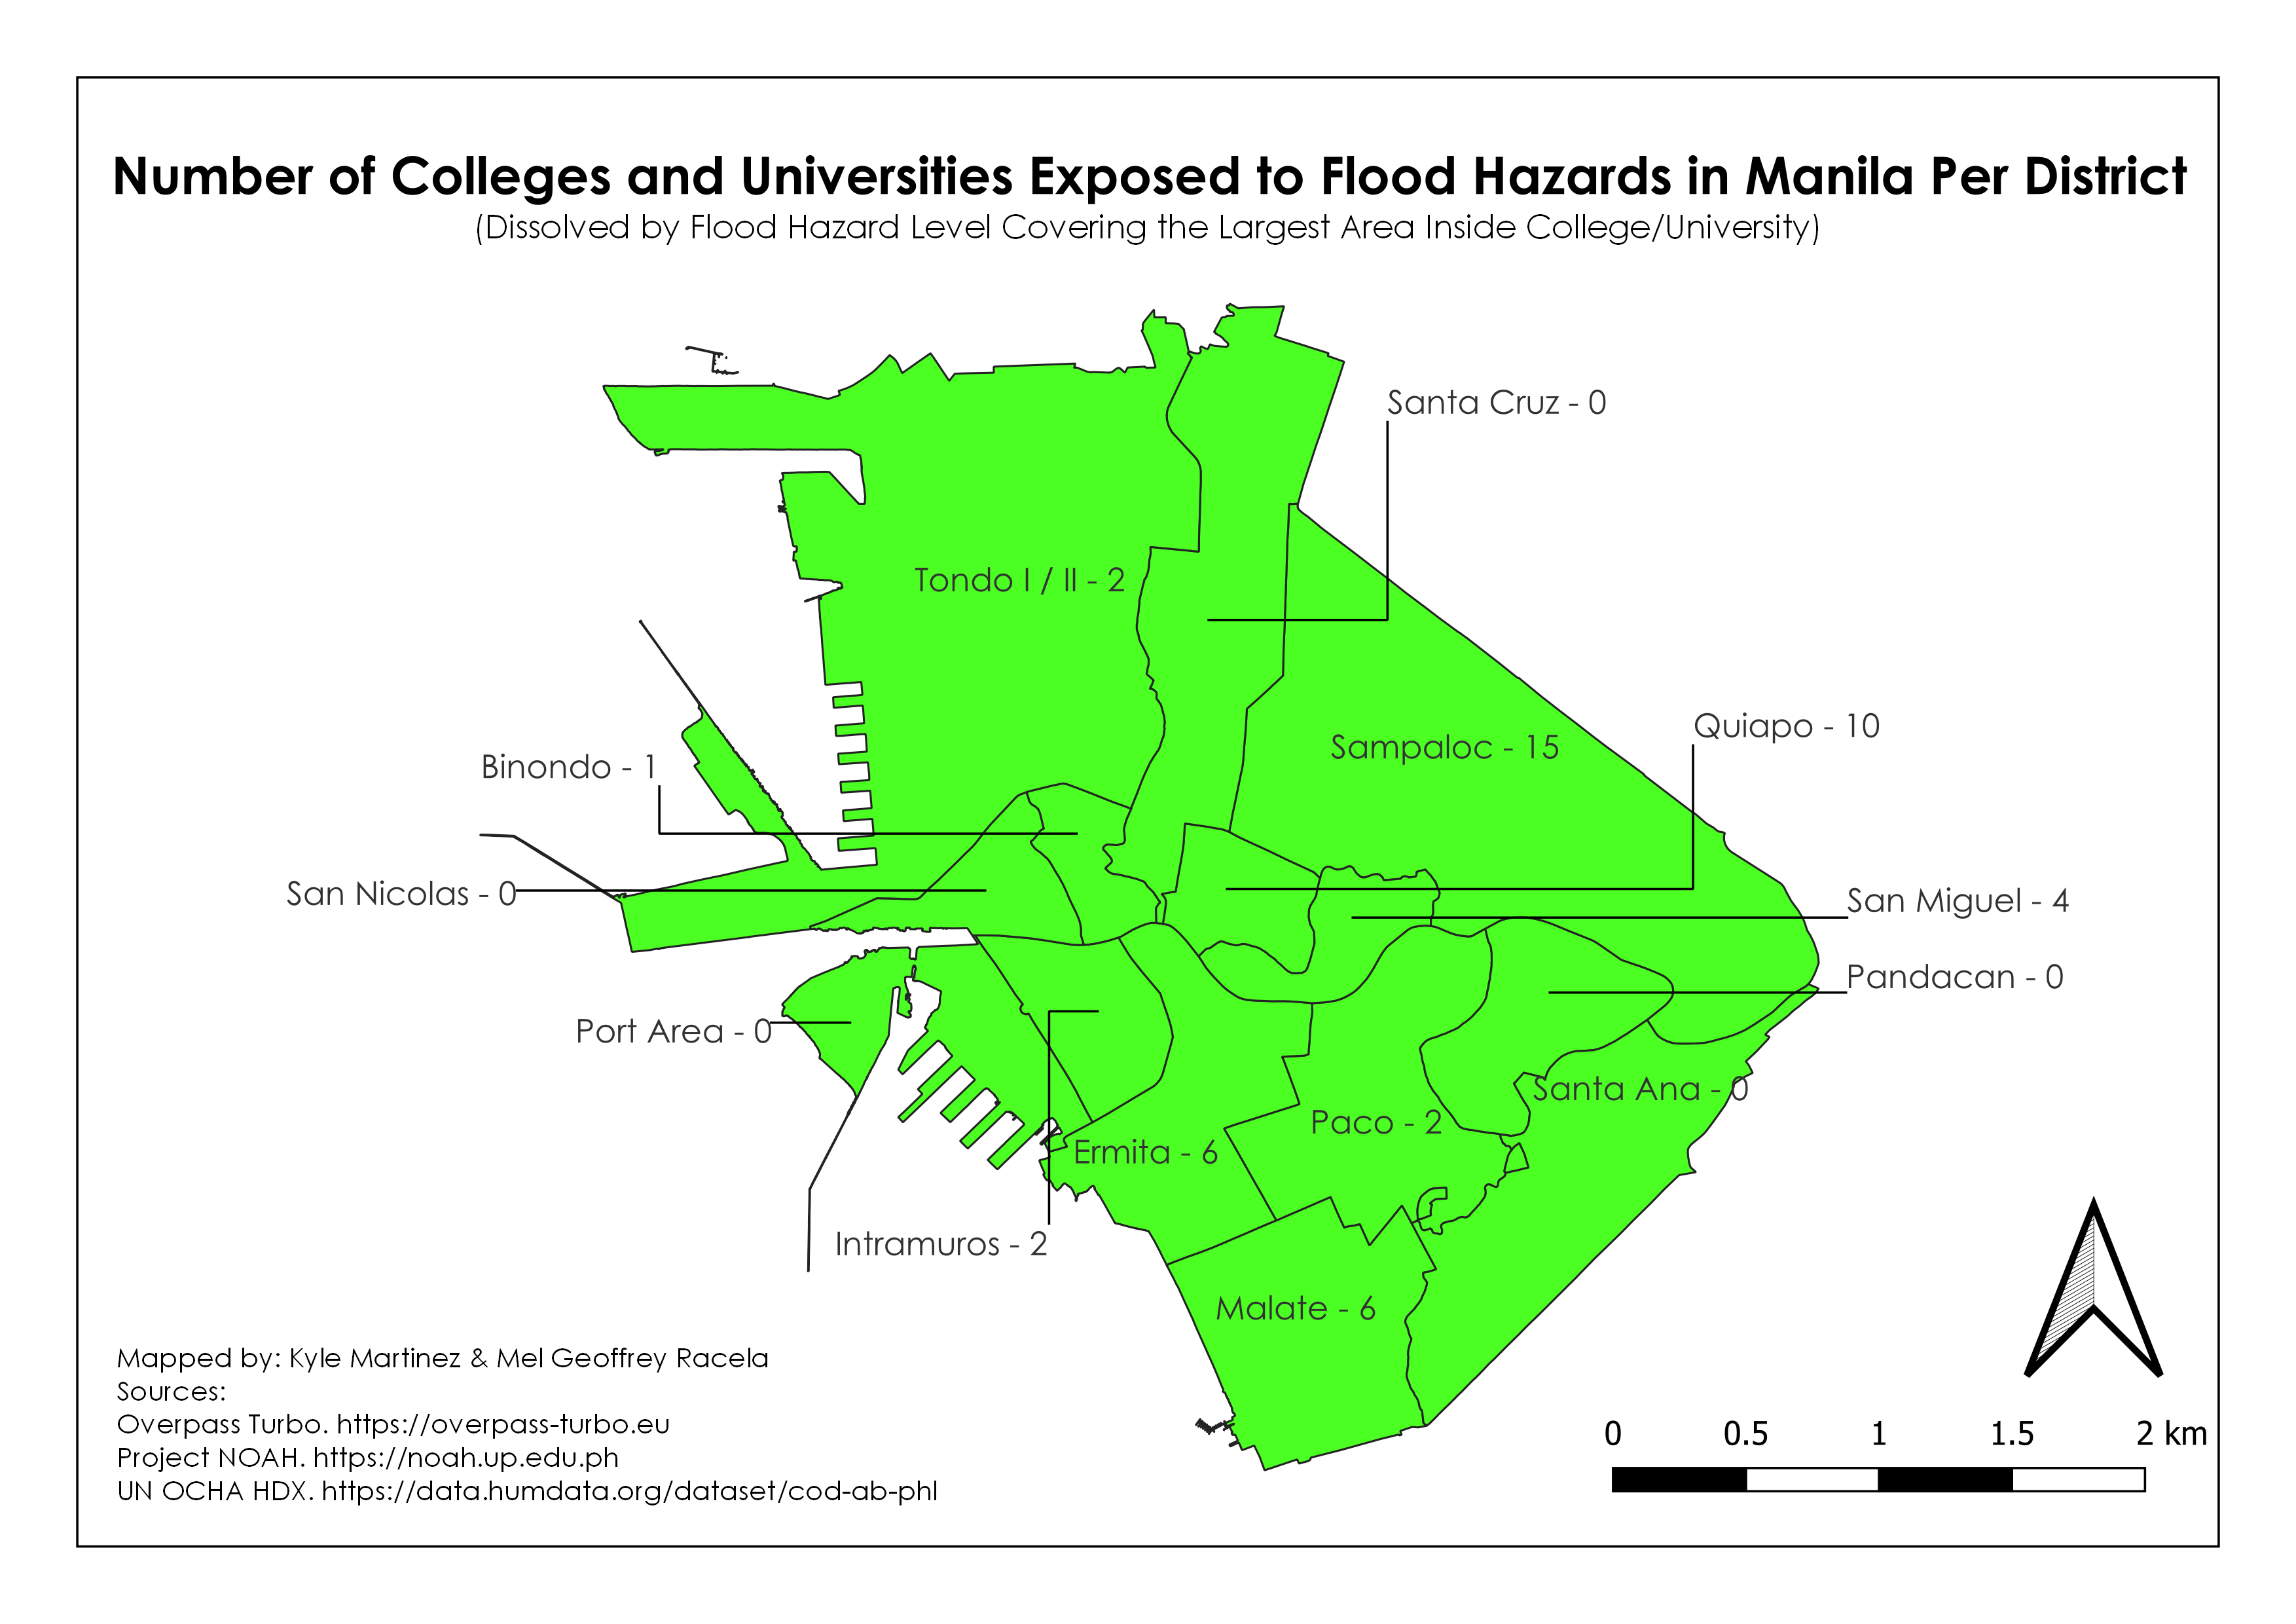 Number of Colleges and Universities Exposed to Flood Hazards in Manila Per District
(Dissolved by Flood Hazard Level Covering the Largest Area Inside College/University)
Santa Cruz - 0
Tondo I / II - 2
Quiapo - 10
Sampaloc - 15
Binondo - 1
San Nicolas - 0
San Miguel - 4
Pandacan - 0
Port Area - 0
Santa Ana - 0
Paco - 2
Ermita - 6
Intramuros - 2
Malate - 6
Mapped by: Kyle Martinez & Mel Geoffrey Racela
Sources:
Overpass Turbo. https://overpass-turbo.eu
Project NOAH. https://noah.up.edu.ph
UN OCHA HDX. https://data.humdata.org/dataset/cod-ab-phl
0 0.5 1 1.5 2 km